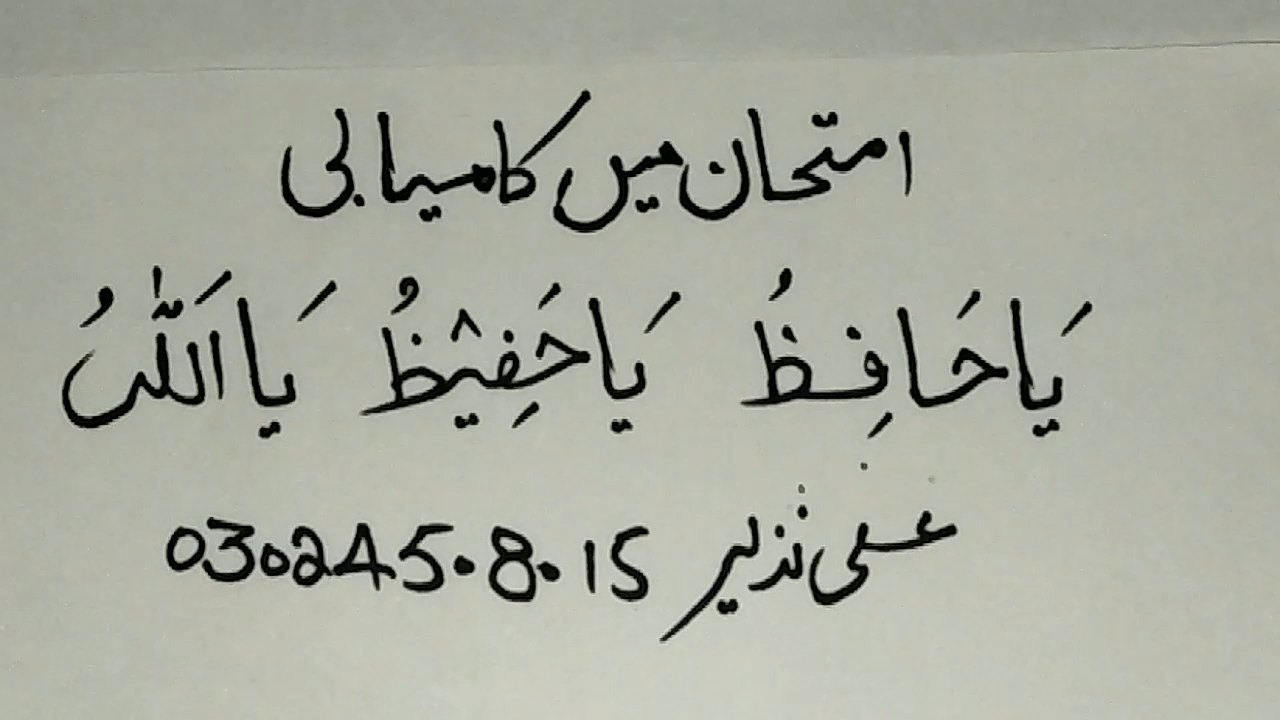 امتحان میں کامیابی
یَاحَافِظُ یَاحَفِیْظُ یَااَللّٰہُ
علی نذیر 03024508015